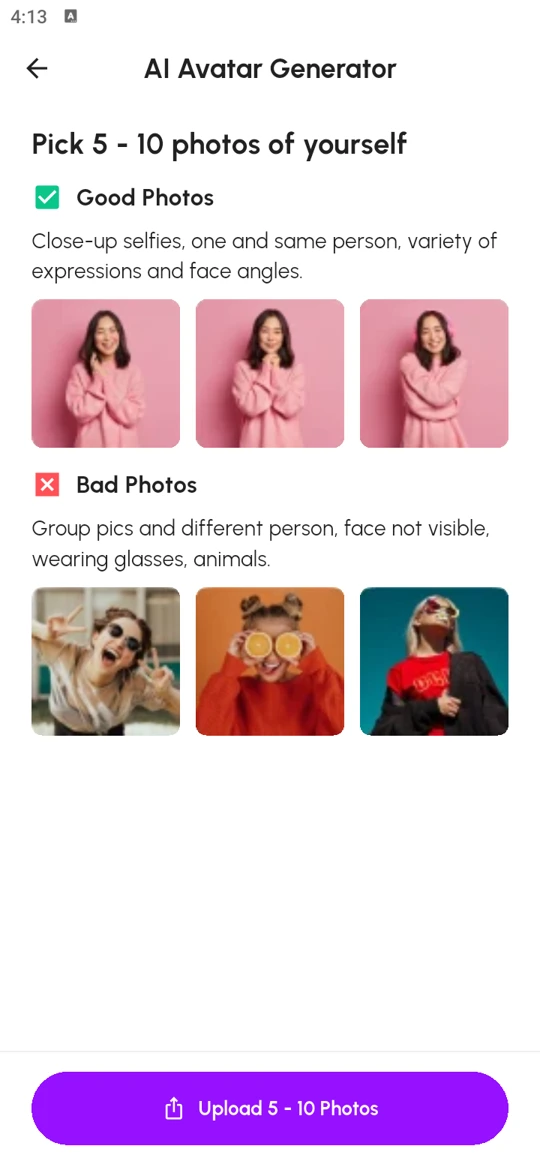 4:13
A
AI Avatar Generator
Pick 5 - 10 photos of yourself
Good Photos
Close-up selfies, one and same person, variety of
expressions and face angles.
Bad Photos
Group pics and different person, face not visible,
wearing glasses, animals.
Upload 5 - 10 Photos